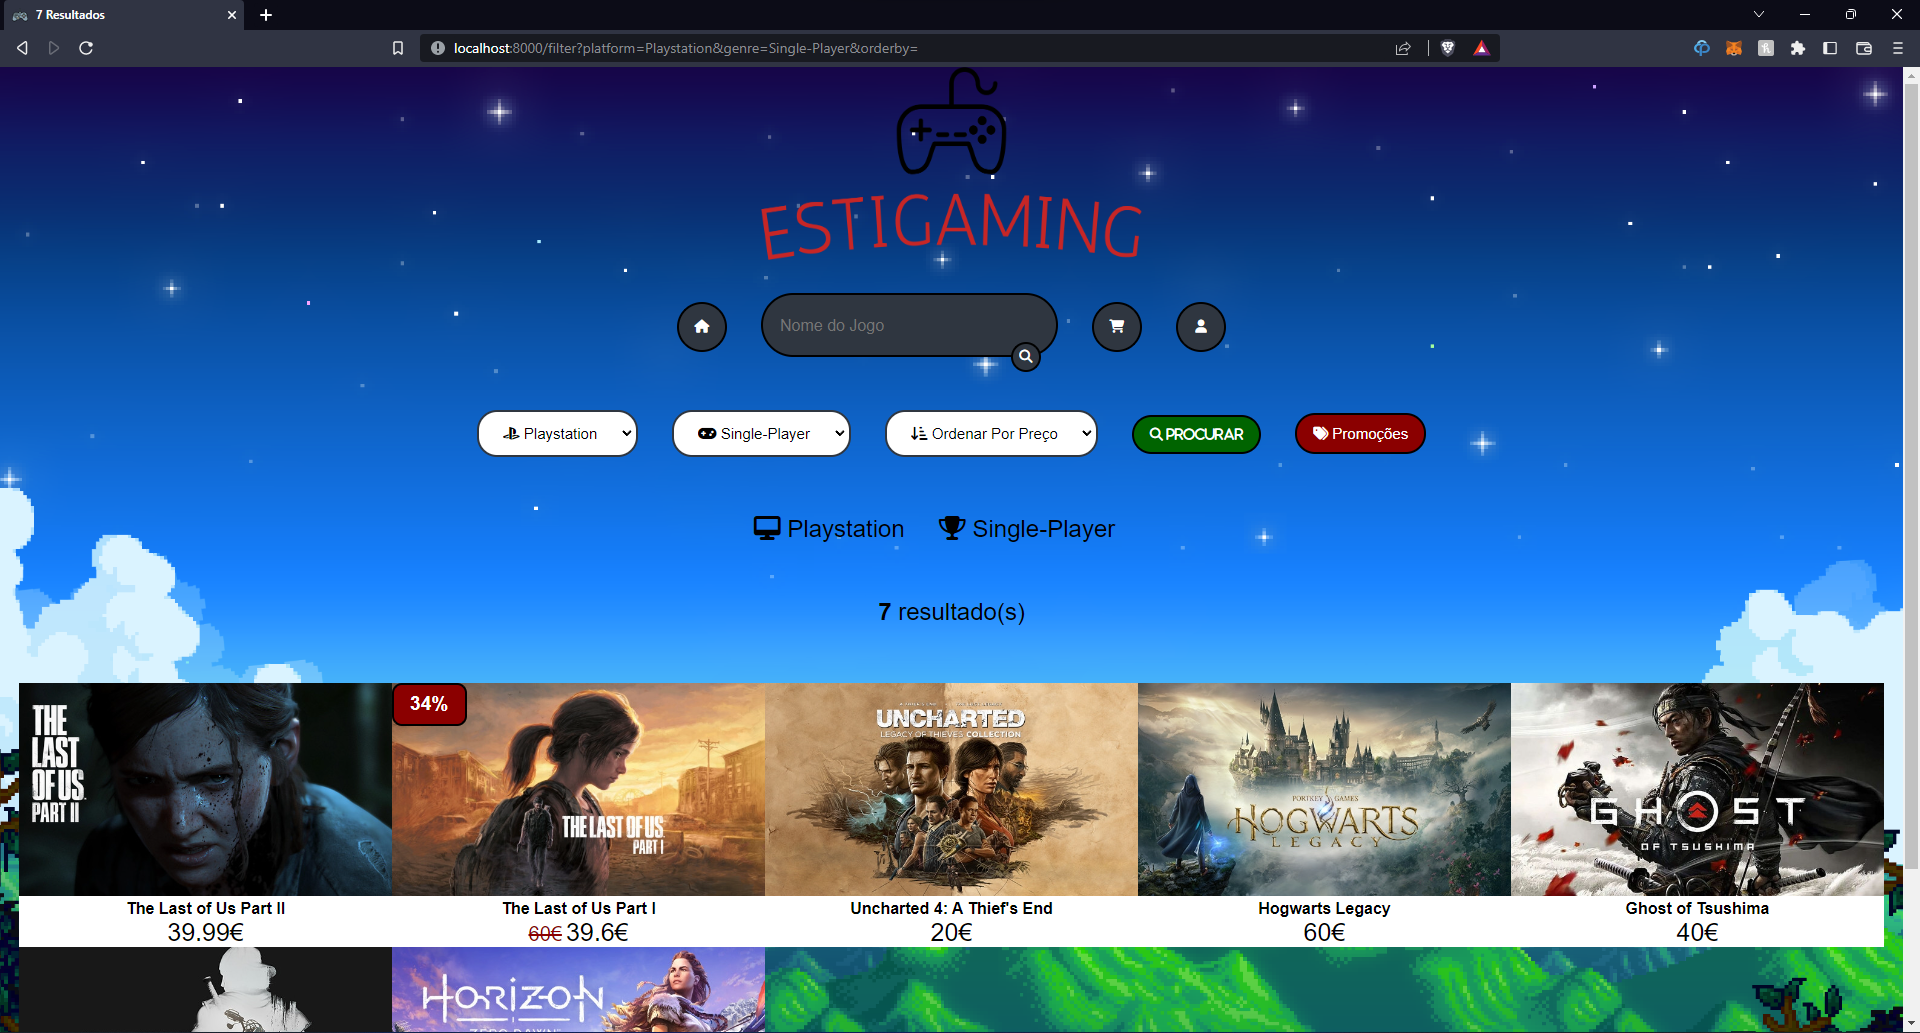 7 Resultados
localhost:8000/filter?platform=Playstation&genre=Single-Player&orderby=
ESTIGAMING
Nome do Jogo
Playstation
Single-Player
Ordenar Por Preço
PROCURAR
Promoções
Playstation
Single-Player
7 resultado(s)
THE
LAST
OF US
PART II
34%
THE LAST OF US
PART I
UNCHARTED
LEGACY OF THIEVES COLLECTION
PORTKEY GAMES
HOGWARTS
LEGACY
GHOST
OF TSUSHIMA
The Last of Us Part II
39.99€
The Last of Us Part I
60€ 39.6€
Uncharted 4: A Thief's End
20€
Hogwarts Legacy
60€
Ghost of Tsushima
40€
HORIZON
ZERO DAWN